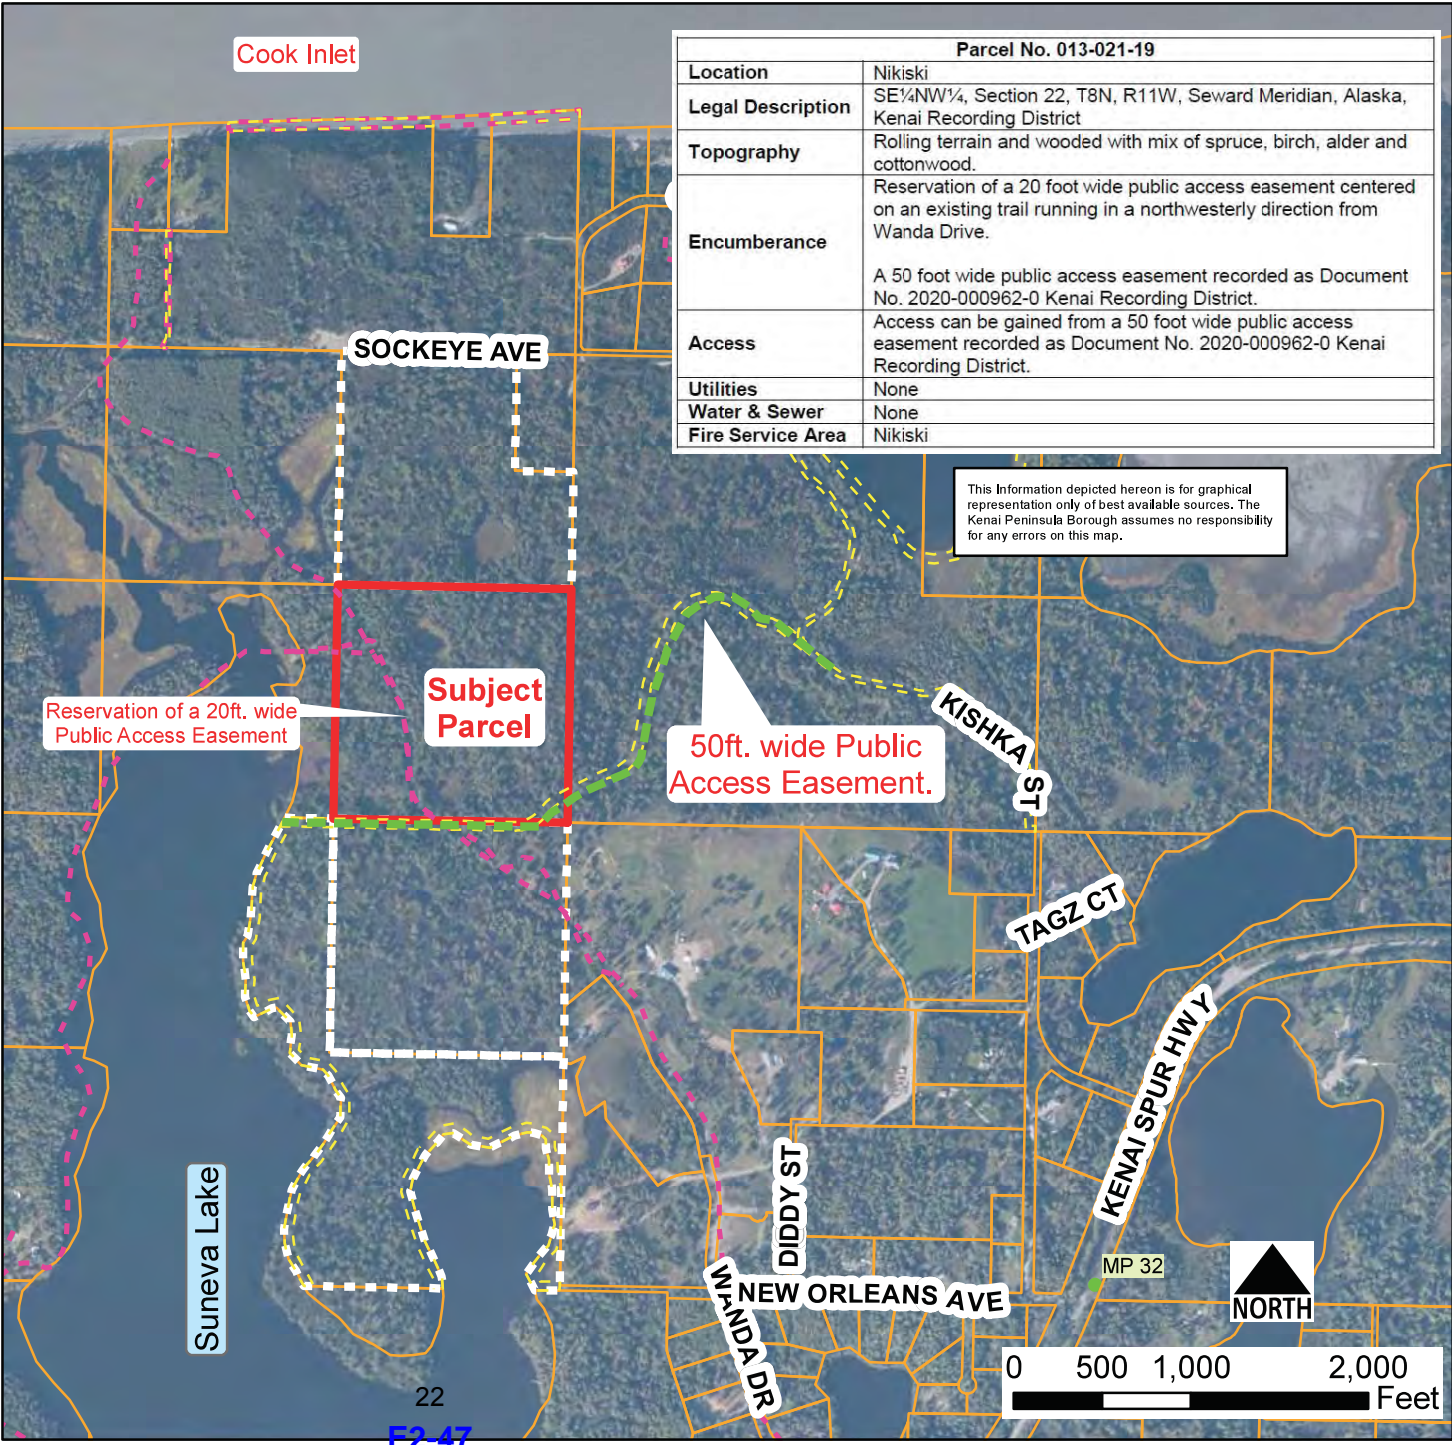 Cook Inlet
Parcel No. 013-021-19
Location Nikiski
Legal Description SE¼NW¼, Section 22, T8N, R11W, Seward Meridian, Alaska,
Kenai Recording District
Topography Rolling terrain and wooded with mix of spruce, birch, alder and
cottonwood.
Encumberance Reservation of a 20 foot wide public access easement centered
on an existing trail running in a northwesterly direction from
Wanda Drive.
A 50 foot wide public access easement recorded as Document
No. 2020-000962-0 Kenai Recording District.
Access Access can be gained from a 50 foot wide public access
easement recorded as Document No. 2020-000962-0 Kenai
Recording District.
Utilities None
Water & Sewer None
Fire Service Area Nikiski
This Information depicted hereon is for graphical
representation only of best available sources. The
Kenai Peninsula Borough assumes no responsibility
for any errors on this map.
SOCKEYE AVE
Subject
Parcel
Reservation of a 20ft. wide
Public Access Easement
50ft. wide Public
Access Easement.
KISHKA ST
TAGZ CT
KENAI SPUR HWY
DIDDY ST
Suneva Lake
MP 32
NEW ORLEANS AVE
WANDA DR
NORTH
0 500 1,000 2,000
Feet
22
F2-47